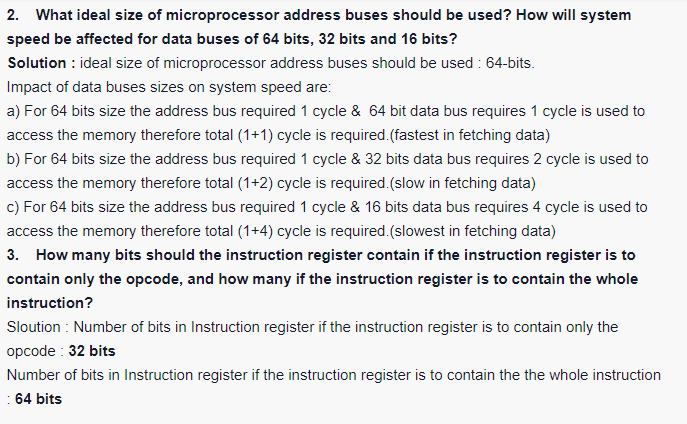 2. What ideal size of microprocessor address buses should be used? How will system
speed be affected for data buses of 64 bits, 32 bits and 16 bits?
Solution : ideal size of microprocessor address buses should be used : 64-bits.
Impact of data buses sizes on system speed are:
a) For 64 bits size the address bus required 1 cycle & 64 bit data bus requires 1 cycle is used to
access the memory therefore total (1+1) cycle is required.(fastest in fetching data)
b) For 64 bits size the address bus required 1 cycle & 32 bits data bus requires 2 cycle is used to
access the memory therefore total (1+2) cycle is required.(slow in fetching data)
c) For 64 bits size the address bus required 1 cycle & 16 bits data bus requires 4 cycle is used to
access the memory therefore total (1+4) cycle is required.(slowest in fetching data)
3. How many bits should the instruction register contain if the instruction register is to
contain only the opcode, and how many if the instruction register is to contain the whole
instruction?
Sloution : Number of bits in Instruction register if the instruction register is to contain only the
opcode : 32 bits
Number of bits in Instruction register if the instruction register is to contain the the whole instruction
: 64 bits